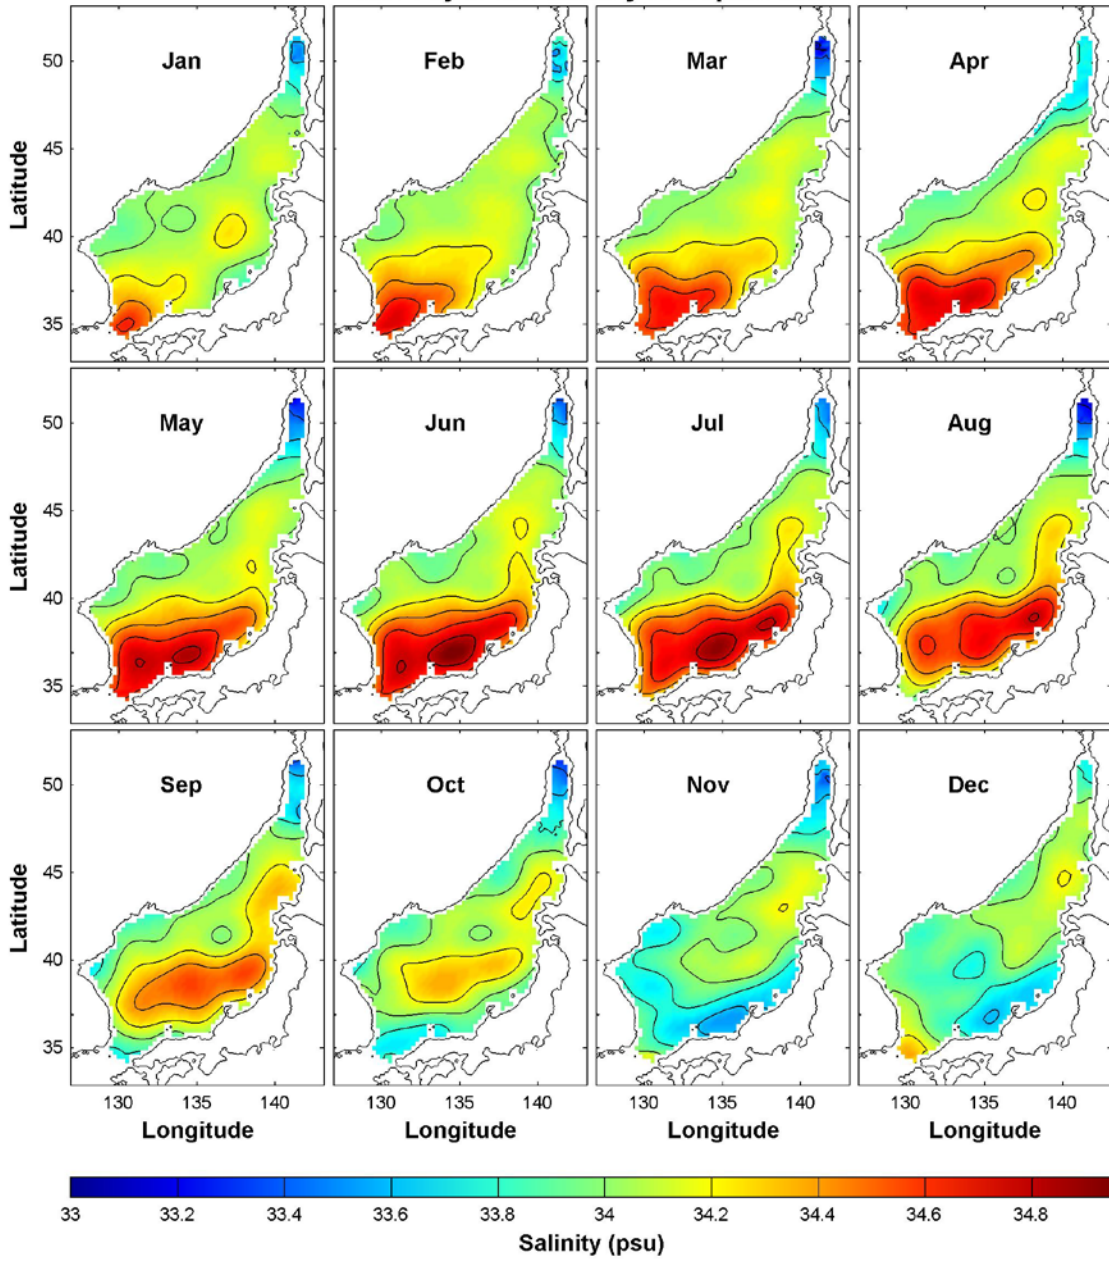 Jan Feb Mar Apr
50
45
40
35
Latitude
May Jun Jul Aug
50
45
40
35
Latitude
Sep Oct Nov Dec
50
45
40
35
Latitude
130 135 140 130 135 140 130 135 140 130 135 140
Longitude Longitude Longitude Longitude
33 33.2 33.4 33.6 33.8 34 34.2 34.4 34.6 34.8
Salinity (psu)